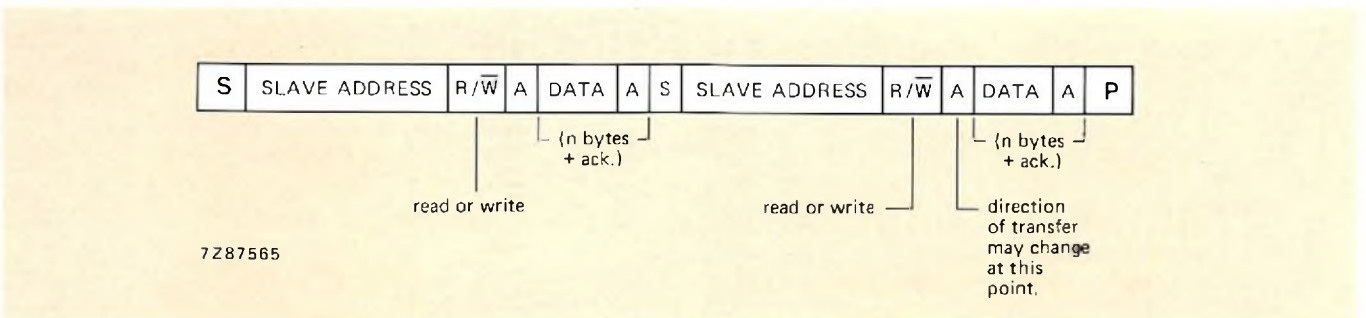 S SLAVE ADDRESS R/W̅ A DATA A S SLAVE ADDRESS R/W̅ A DATA A P
(n bytes
+ ack.)
read or write
read or write
(n bytes
+ ack.)
direction
of transfer
may change
at this
point.
7Z87565